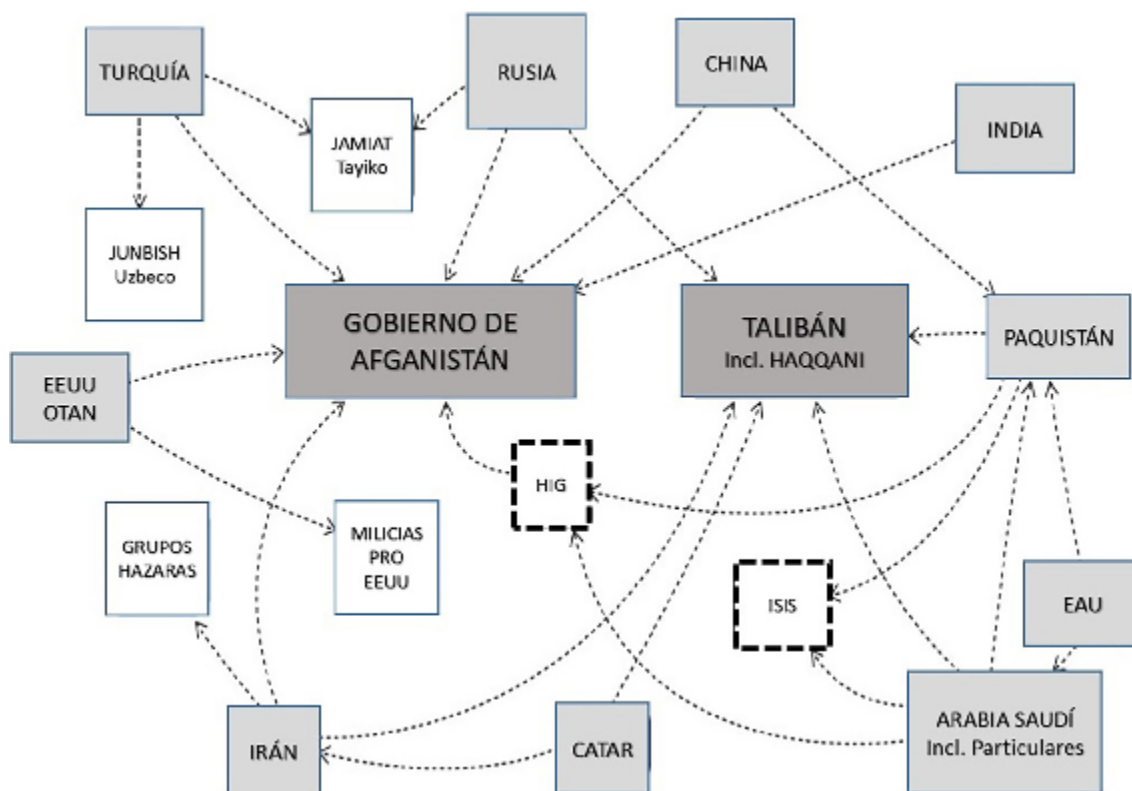 TURQUÍA
RUSIA
CHINA
INDIA
JAMIAT
Tayiko
JUNBISH
Uzbeco
GOBIERNO DE
AFGANISTÁN
TALIBÁN
Incl. HAQQANI
PAQUISTÁN
EEUU
OTAN
HIG
GRUPOS
HAZARAS
MILICIAS
PRO
EEUU
ISIS
EAU
IRÁN
CATAR
ARABIA SAUDÍ
Incl. Particulares